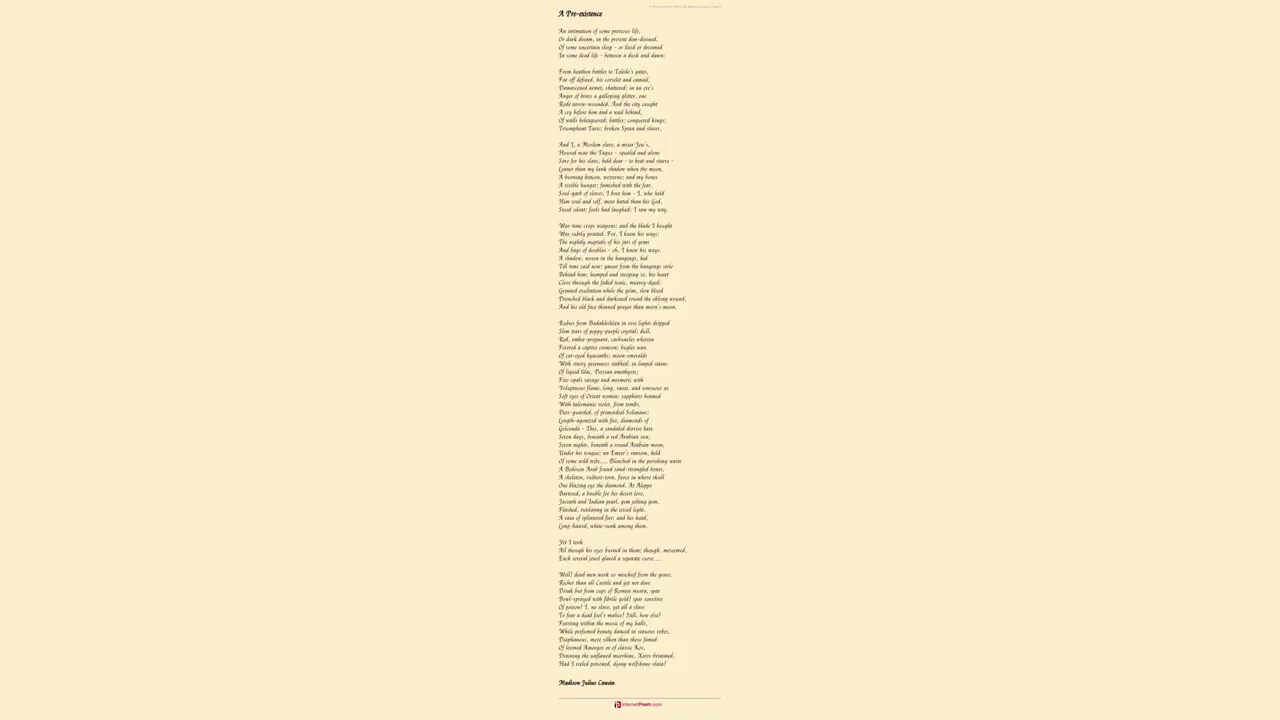 A Pre-existence
An intimation of some previous life,
Or dark dream, in the present dim-divined,
Of some uncertain sleep - or lived or dreamed
In some dead life - between a dusk and dawn;
From heathen battles to Toledo's gates,
Far off defined, his corselet and camail,
Damascened armet, shattered; in an eve's
Anger of brass a galloping glitter, one
Rode arrow-wounded. And the city caught
A cry before him and a wail behind,
Of walls beleaguered; battles; conquered kings;
Triumphant Taric; broken Spain and slaves.
And I, a Moslem slave, a miser Jew's,
Housed near the Tagus - squalid and alone
Save for his slave, held dear - to beat and starve -
Leaner than my lank shadow when the moon,
A burning beacon, westerns; and my bones
A visible hunger; famished with the fear,
Soul-garb of slaves, I bore him - I, who held
Him soul and self, more hated than his God,
Stood silent; fools had laughed; I saw my way.
War-time crops weapons; and the blade I bought
Was subtly pointed. For, I knew his ways:
The nightly nuptials of his jars of gems
And bags of doublas - oh, I knew his ways.
A shadow, woven in the hangings, hid
Till time said now; gaunt from the hangings stole
Behind him; humped and stooping so, his heart
Clove through the faded tunic, murrey-dyed;
Grinned exultation while the grim, slow blood
Drenched black and darkened round the oblong wound,
And his old face thinned grayer than morn's moon.
Rubies from Badakhshân in rose lights dripped
Slim tears of poppy-purple crystal; dull,
Red, ember-pregnant, carbuncles wherein
Fevered a captive crimson; bugles wan
Of cat-eyed hyacinths; moon-emeralds
With starry greenness stabbed; in limpid stains
Of liquid lilac, Persian amethysts;
Fire-opals savage and mesmeric with
Voluptuous flame, long, sweet, and sensuous as
Soft eyes of Orient women; sapphires beamed
With talismanic violet, from tombs,
Deev-guarded, of primordial Solimans;
Length-agonized with fire, diamonds of
Golconda - This, a sandaled dervise bare
Seven days, beneath a red Arabian sun,
Seven nights, beneath a round Arabian moon,
Under his tongue; an Emeer's ransom, held
Of some wild tribe.... Bleached in the perishing waste
A Bedouin Arab found sand-strangled bones,
A skeleton, vulture-torn, fierce in whose skull
One blazing eye the diamond. At Aleppo
Bartered, a bauble for his desert love.
Jacinth and Indian pearl, gem jolting gem,
Flashed, rutilating in the irised light,
A rain of splintered fire; and his head,
Long-haired, white-sunk among them.
Yet I took
All though his eyes burned in them; though, meseemed,
Each several jewel glared a separate curse....
Well! dead men work us mischief from the grave.
Richer than all Castile and yet not dare
Drink but from cups of Roman murra, spar
Bowl-sprayed with fibrile gold! spar sensitive
Of poison! I, no slave, yet all a slave
To fear a dead fool's malice! Still, how else!
Feasting within the music of my halls,
While perfumed beauty danced in sinuous robes,
Diaphanous, more silken than those famed
Of loomed Amorgos or of classic Kos,
Draining the unflawed murrhine, Xeres-brimmed,
Had I reeled poisoned, dying wolfsbane-slain!
Madison Julius Cawein
InternetPoem.com